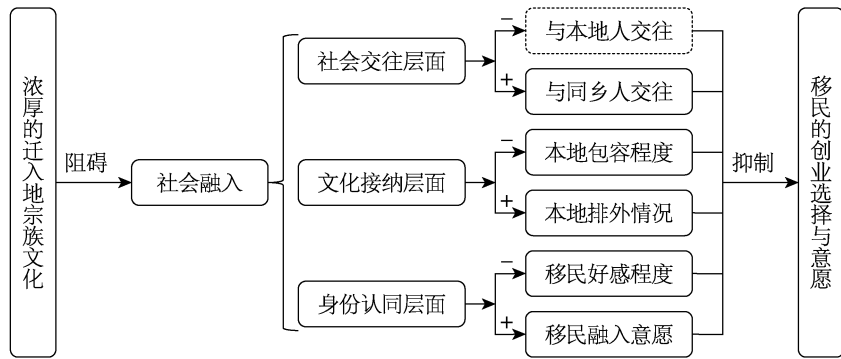 浓厚的迁入地宗族文化
阻碍
社会融入
社会交往层面
−
与本地人交往
+
与同乡人交往
文化接纳层面
−
本地包容程度
+
本地排外情况
身份认同层面
−
移民好感程度
+
移民融入意愿
抑制
移民的创业选择与意愿